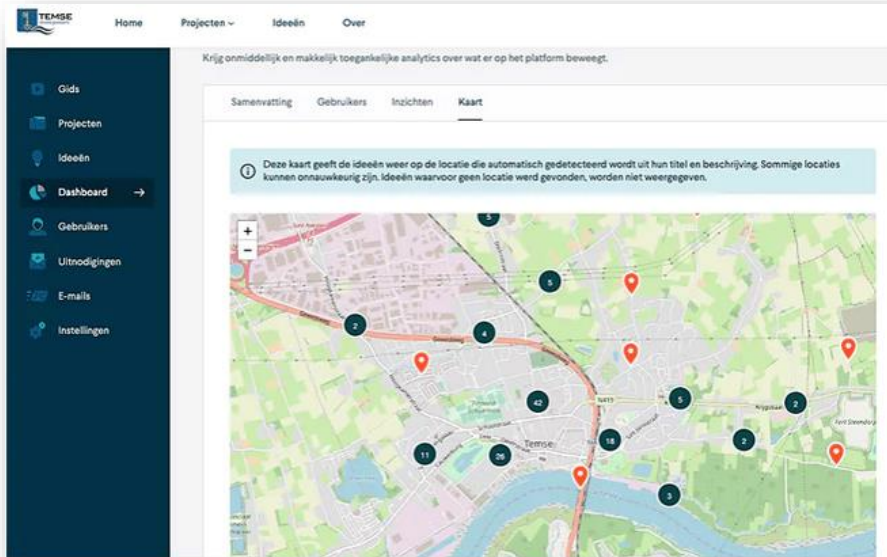 TEMSE
Home
Projecten
Ideeën
Over
Krijg onmiddellijk en makkelijk toegankelijke analytics over wat er op het platform beweegt.
Gids
Projecten
Ideeën
Dashboard →
Gebruikers
Uitnodigingen
E-mails
Instellingen
Samenvatting
Gebruikers
Inzichten
Kaart
Deze kaart geeft de ideeën weer op de locatie die automatisch gedetecteerd wordt uit hun titel en beschrijving. Sommige locaties
kunnen onnauwkeurig zijn. Ideeën waarvoor geen locatie werd gevonden, worden niet weergegeven.
+
−
5
5
2
4
42
N419
5
2
Fort Steendorp
11
26
Temse
18
2
3